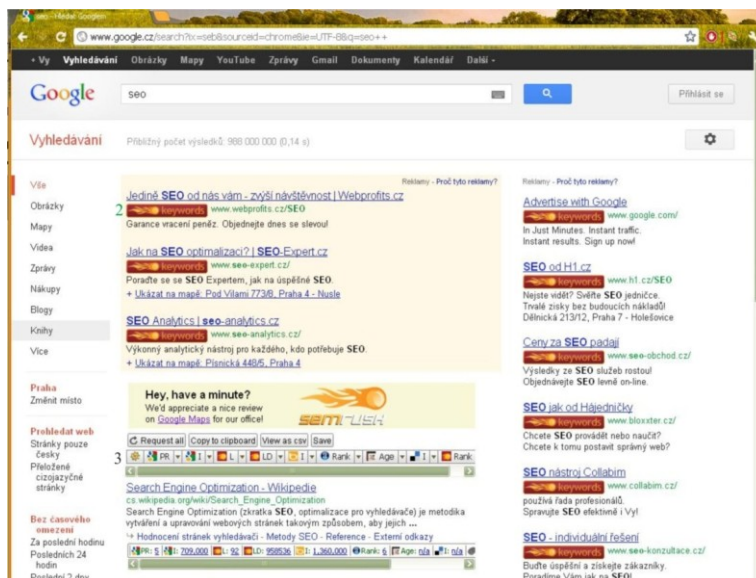 seo - Hledat Googlem
www.google.cz/search?ix=seb&sourceid=chrome&ie=UTF-8&q=seo++
+ Vy Vyhledávání Obrázky Mapy YouTube Zprávy Gmail Dokumenty Kalendář Další
Google seo Přihlásit se
Vyhledávání Přibližný počet výsledků: 988 000 000 (0,14 s)
Vše
Obrázky
Mapy
Videa
Zprávy
Nákupy
Blogy
Knihy
Více
Praha
Změnit místo
Prohledat web
Stránky pouze
česky
Přeložené
cizojazyčné
stránky
Bez časového
omezení
Za poslední hodinu
Posledních 24
hodin
Poslední 2 dny
Reklamy - Proč tyto reklamy?
Jedině SEO od nás vám - zvýší návštěvnost | Webprofits.cz
2 keywords www.webprofits.cz/SEO
Garance vracení peněz. Objednejte dnes se slevou!
Jak na SEO optimalizaci? | SEO-Expert.cz
keywords www.seo-expert.cz/
Poraďte se se SEO Expertem, jak na úspěšné SEO.
+ Ukázat na mapě: Pod Vilami 773/8, Praha 4 - Nusle
SEO Analytics | seo-analytics.cz
keywords www.seo-analytics.cz/
Výkonný analytický nástroj pro každého, kdo potřebuje SEO.
+ Ukázat na mapě: Písnická 448/5, Praha 4
Hey, have a minute?
We'd appreciate a nice review
on Google Maps for our office!
semrush
Request all Copy to clipboard View as csv Save
3 PR I L LD I Rank Age I Rank
Search Engine Optimization - Wikipedie
cs.wikipedia.org/wiki/Search_Engine_Optimization
Search Engine Optimization (zkratka SEO, optimalizace pro vyhledávače) je metodika
vytváření a upravování webových stránek takovým způsobem, aby jejich ...
Hodnocení stránek vyhledávači - Metody SEO - Reference - Externí odkazy
PR: 5 I: 709,000 L: 92 LD: 958536 I: 1,360,000 Rank: 6 Age: n/a I: n/a
Reklamy - Proč tyto reklamy?
Advertise with Google
keywords www.google.com/
In Just Minutes. Instant traffic.
Instant results. Sign up now!
SEO od H1.cz
keywords www.h1.cz/SEO
Nejste vidět? Svěřte SEO jedničce.
Trvalé zisky bez budoucích nákladů!
Dělnická 213/12, Praha 7 - Holešovice
Ceny za SEO padají
keywords www.seo-obchod.cz/
Výsledky ze SEO služeb rostou!
Objednávejte SEO levně on-line.
SEO jak od Hájedničky
keywords www.bloxxter.cz/
Chcete SEO provádět nebo naučit?
Chcete k tomu postavit správný web?
SEO nástroj Collabim
keywords www.collabim.cz/
používá řada profesionálů.
Spravujte SEO efektivně i Vy!
SEO - individuální řešení
keywords www.seo-konzultace.cz/
Buďte úspěšní a získejte zákazníky.
Poradíme Vám jak na SEO!